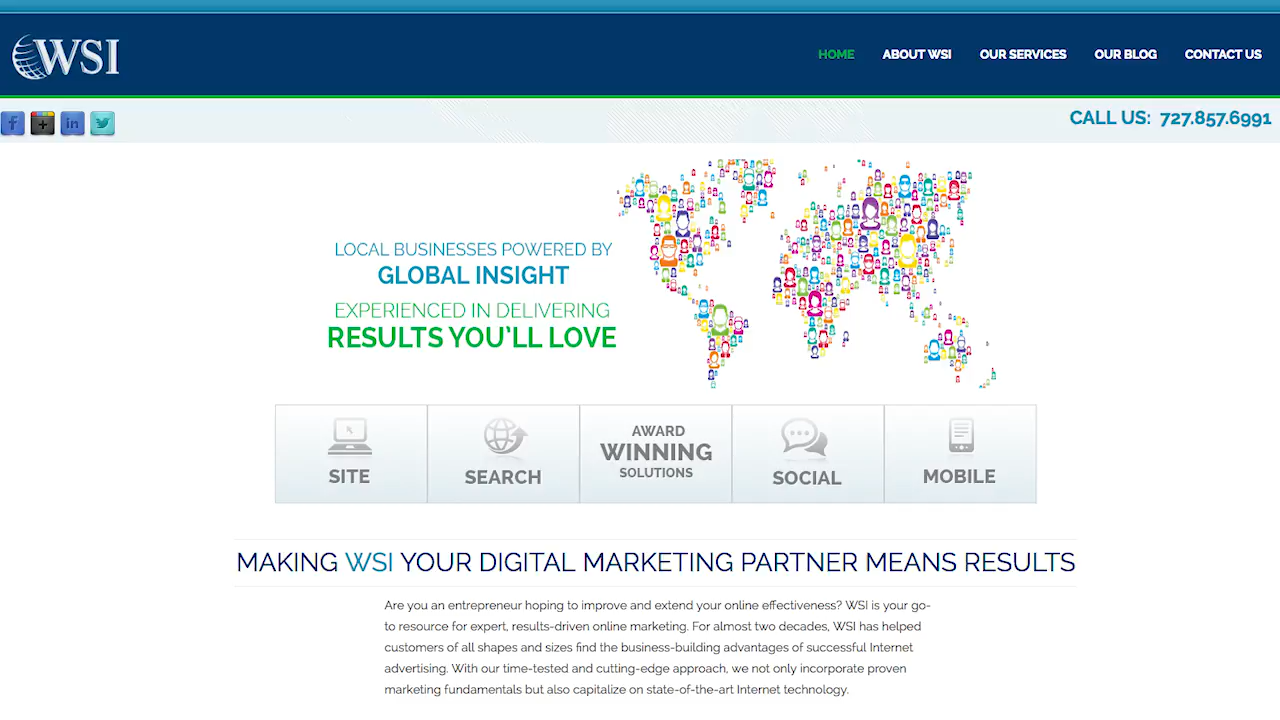 WSI
HOME ABOUT WSI OUR SERVICES OUR BLOG CONTACT US
f + in
CALL US: 727.857.6991
LOCAL BUSINESSES POWERED BY
GLOBAL INSIGHT
EXPERIENCED IN DELIVERING
RESULTS YOU'LL LOVE
SITE
SEARCH
AWARD
WINNING
SOLUTIONS
SOCIAL
MOBILE
MAKING WSI YOUR DIGITAL MARKETING PARTNER MEANS RESULTS
Are you an entrepreneur hoping to improve and extend your online effectiveness? WSI is your go-
to resource for expert, results-driven online marketing. For almost two decades, WSI has helped
customers of all shapes and sizes find the business-building advantages of successful Internet
advertising. With our time-tested and cutting-edge approach, we not only incorporate proven
marketing fundamentals but also capitalize on state-of-the-art Internet technology.